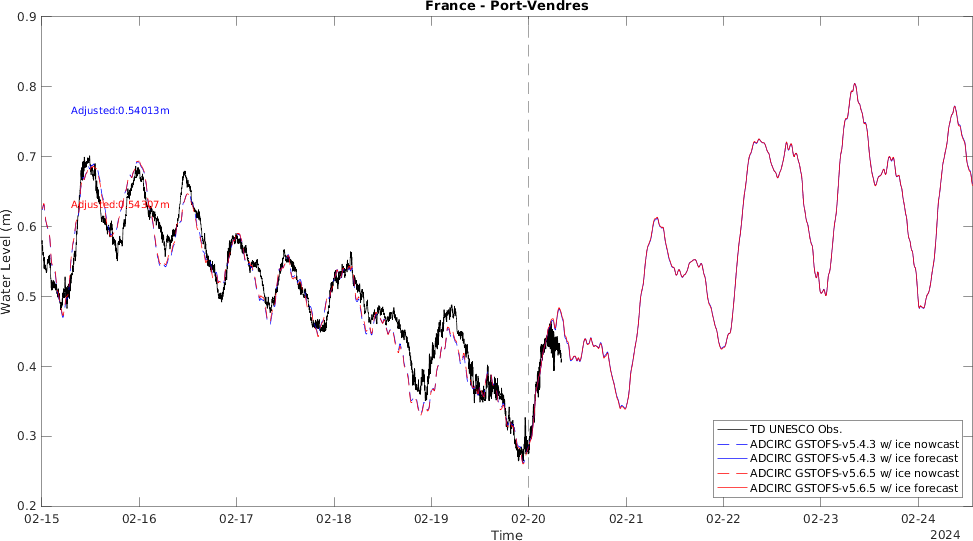 France - Port-Vendres
0.9
0.8
0.7
0.6
0.5
0.4
0.3
0.2
Water Level (m)
Adjusted:0.54013m
Adjusted:0.54307m
TD UNESCO Obs.
ADCIRC GSTOFS-v5.4.3 w/ ice nowcast
ADCIRC GSTOFS-v5.4.3 w/ ice forecast
ADCIRC GSTOFS-v5.6.5 w/ ice nowcast
ADCIRC GSTOFS-v5.6.5 w/ ice forecast
02-15 02-16 02-17 02-18 02-19 02-20 02-21 02-22 02-23 02-24
Time
2024